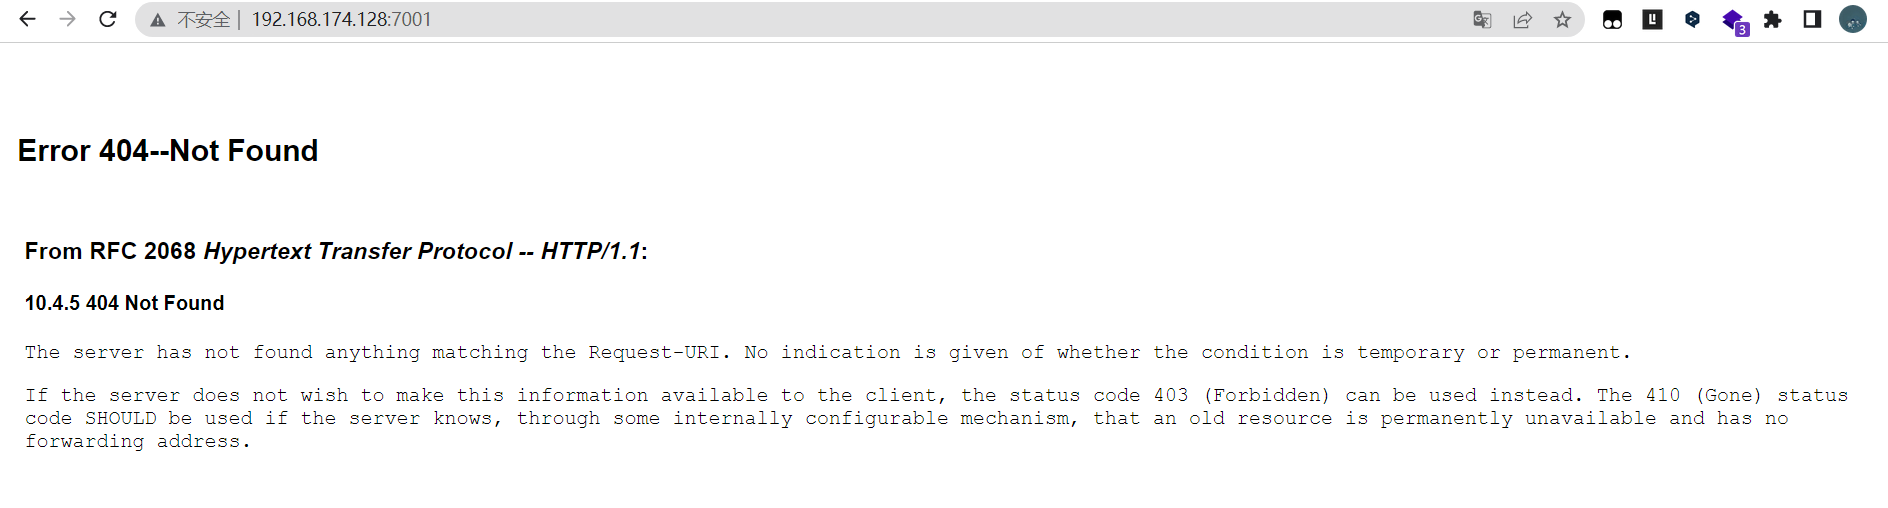 不安全 | 192.168.174.128:7001
3
Error 404--Not Found
From RFC 2068 Hypertext Transfer Protocol -- HTTP/1.1:
10.4.5 404 Not Found
The server has not found anything matching the Request-URI. No indication is given of whether the condition is temporary or permanent.
If the server does not wish to make this information available to the client, the status code 403 (Forbidden) can be used instead. The 410 (Gone) status
code SHOULD be used if the server knows, through some internally configurable mechanism, that an old resource is permanently unavailable and has no
forwarding address.